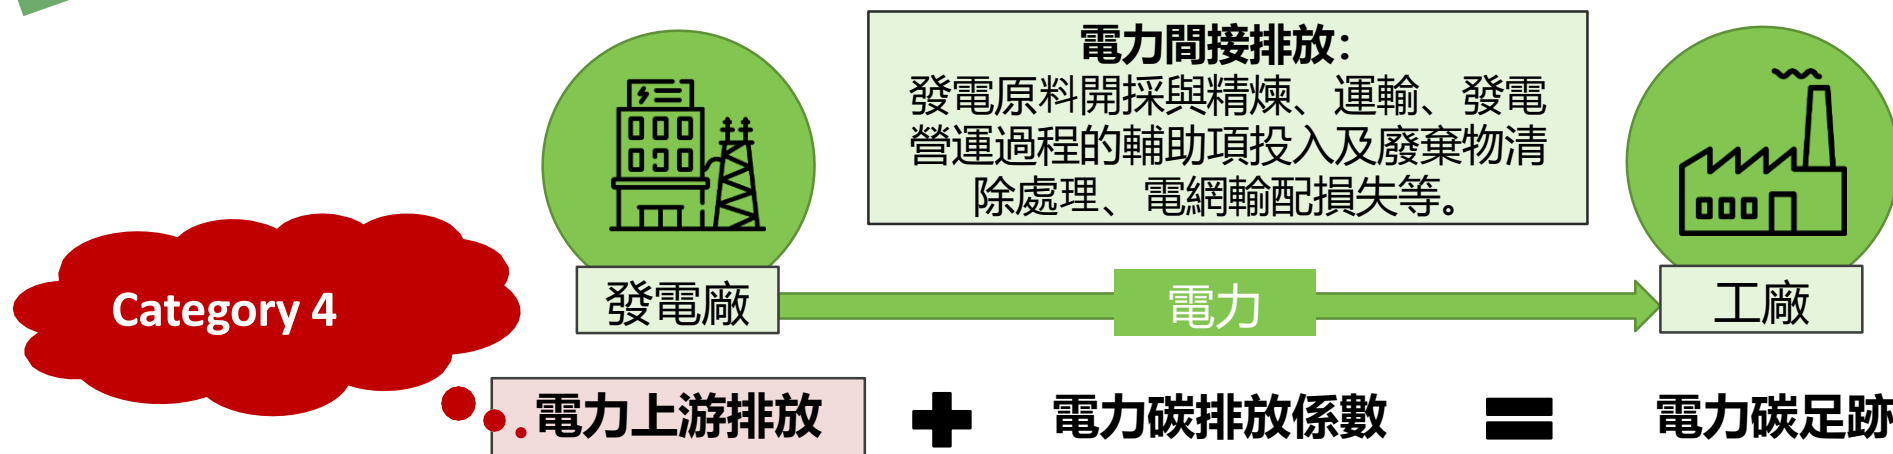 電力間接排放：
發電原料開採與精煉、運輸、發電
營運過程的輔助項投入及廢棄物清
除處理、電網輸配損失等。
Category 4
發電廠
電力
工廠
電力上游排放 + 電力碳排放係數 = 電力碳足跡